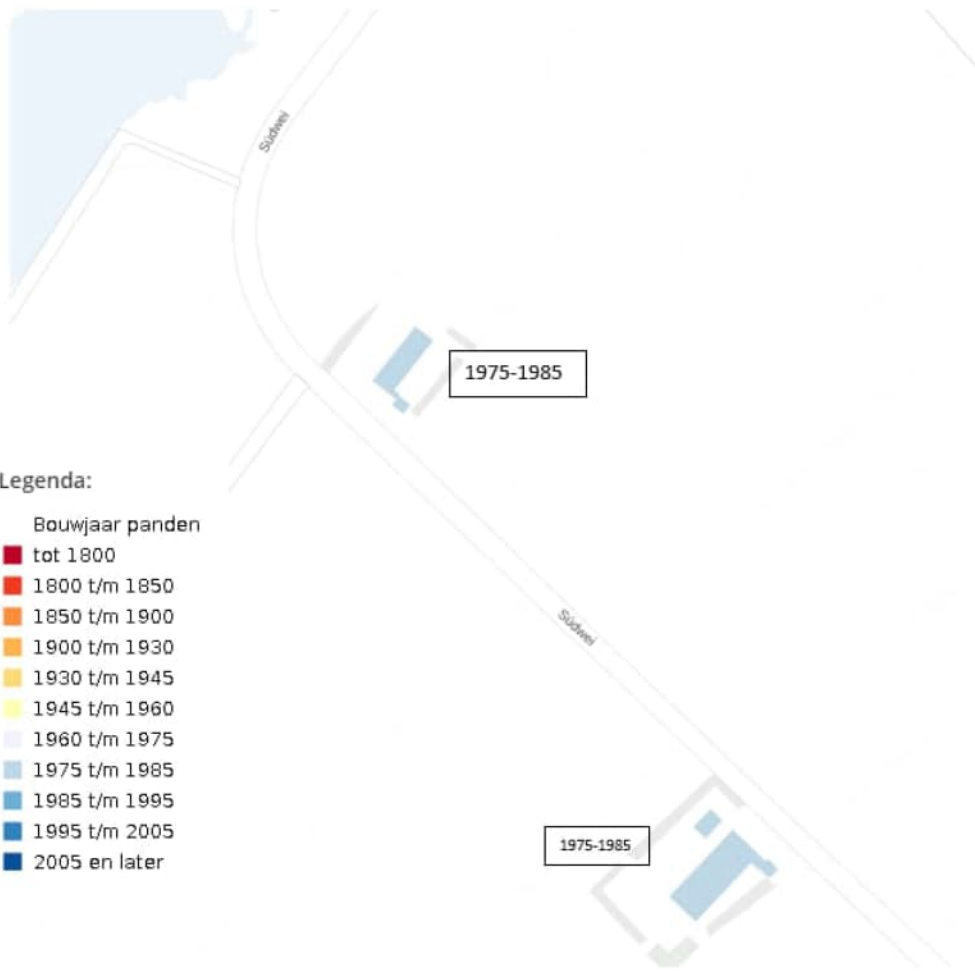 Súdwei
1975-1985
Legenda:
Bouwjaar panden
tot 1800
1800 t/m 1850
1850 t/m 1900
1900 t/m 1930
1930 t/m 1945
1945 t/m 1960
1960 t/m 1975
1975 t/m 1985
1985 t/m 1995
1995 t/m 2005
2005 en later
Súdwei
1975-1985